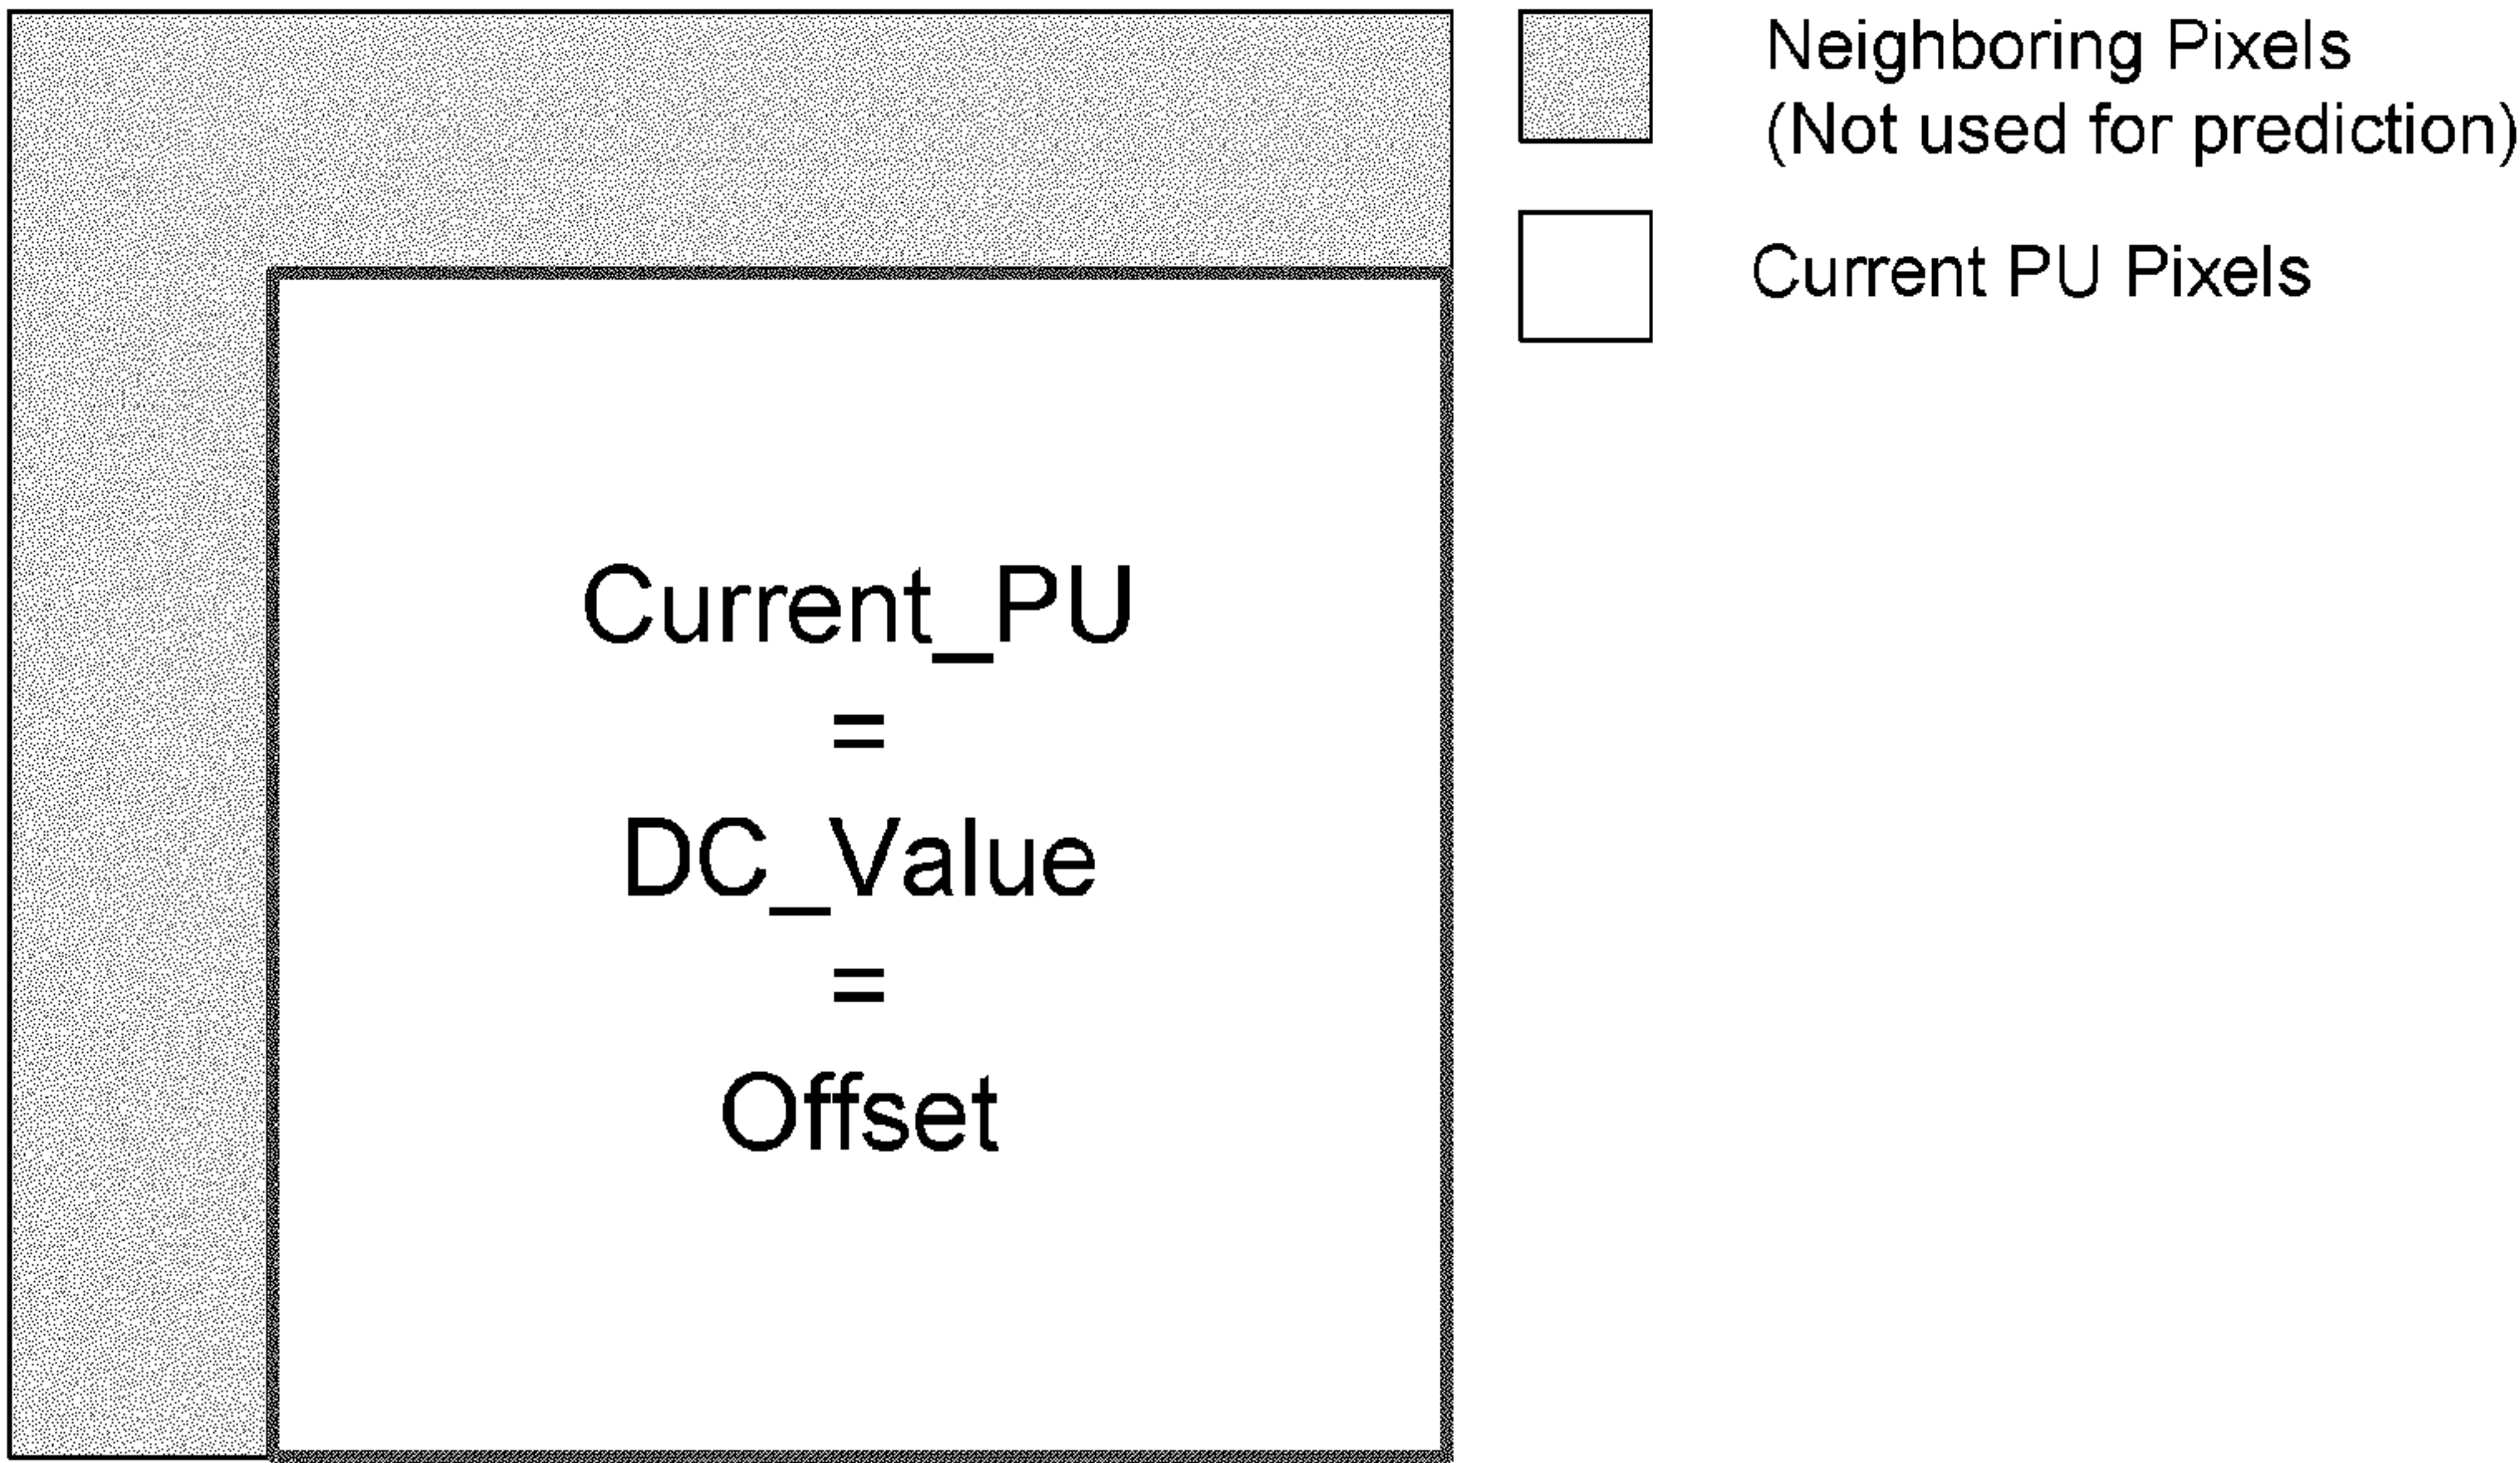 Neighboring Pixels
(Not used for prediction)
Current PU Pixels
Current_PU
=
DC_Value
=
Offset